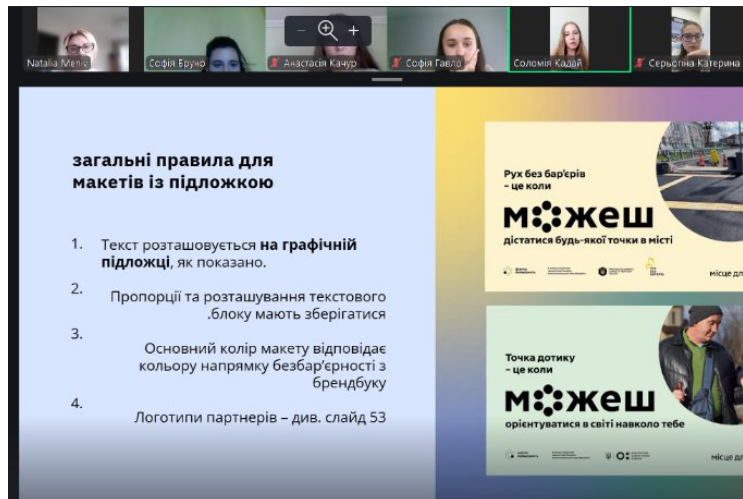 Natalia Meniv
Софія Бруно
Анастасія Качур
Софія Гавло
Соломія Кадай
Серьогіна Катерина
загальні правила для
макетів із підложкою
1. Текст розташовується на графічній
підложці, як показано.
2. Пропорції та розташування текстового
.блоку мають зберігатися
3. Основний колір макету відповідає
кольору напрямку безбар'єрності з
брендбуку
4. Логотипи партнерів – див. слайд 53
Рух без бар'єрів
– це коли
можеш
дістатися будь-якої точки в місті
місце дл
Точка дотику
– це коли
можеш
орієнтуватися в світі навколо тебе
місце дл